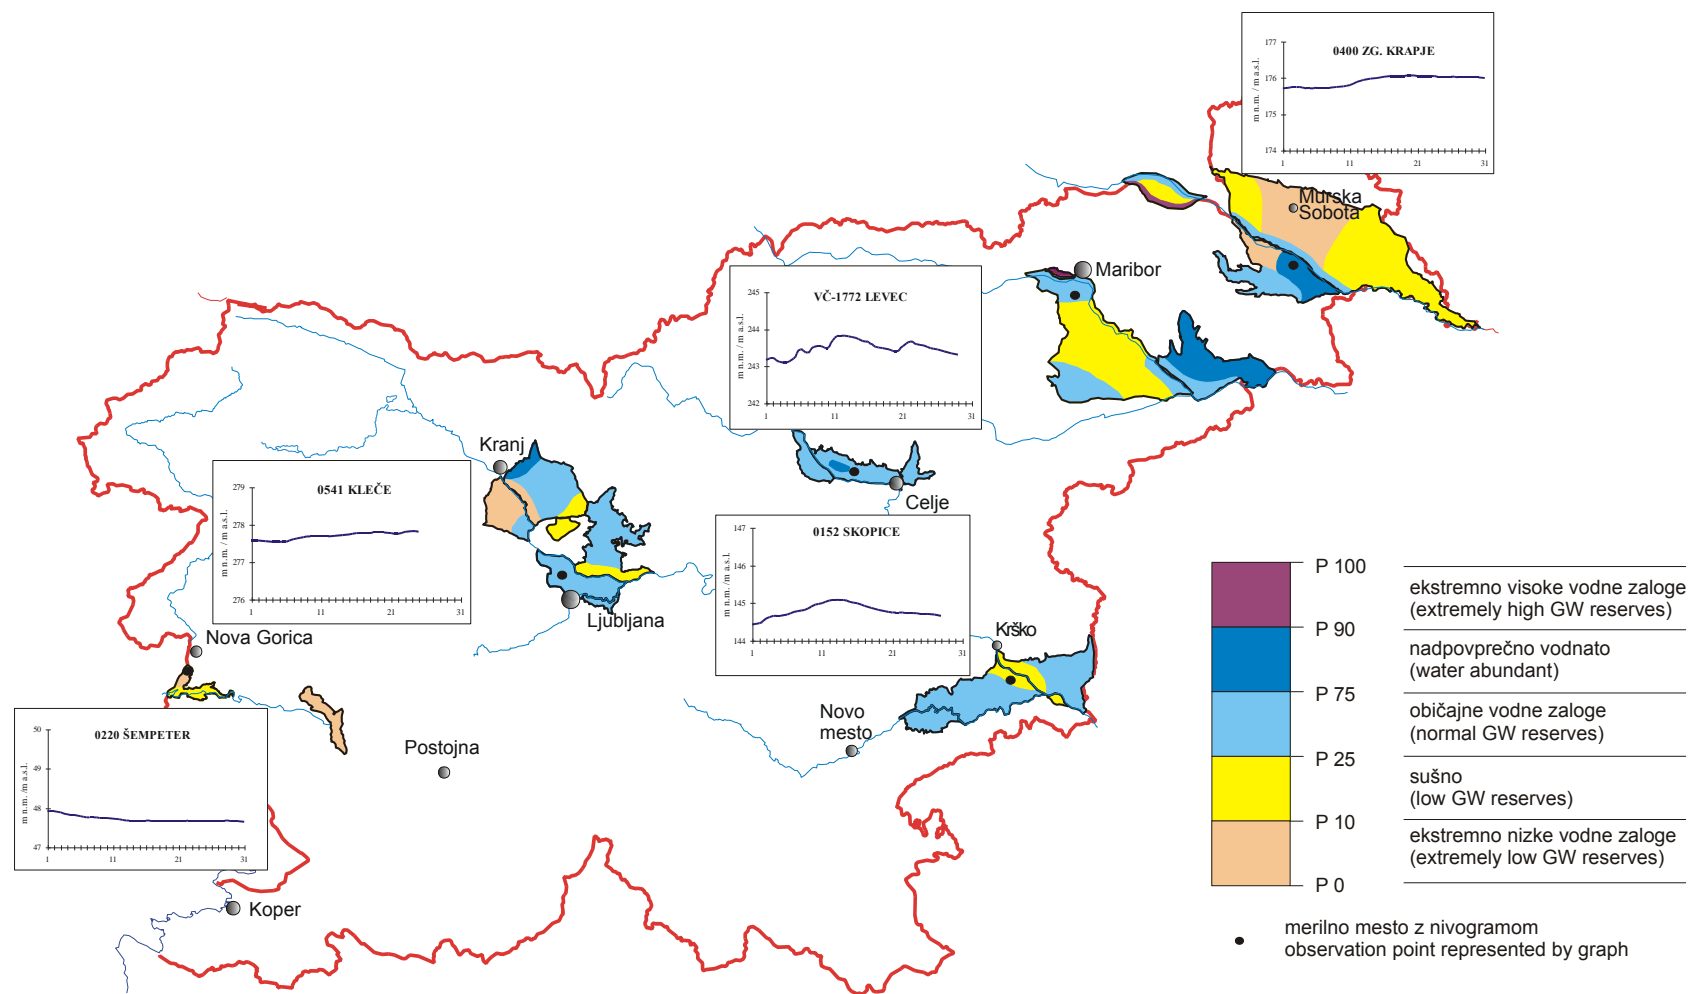 0400 ZG. KRAPJE
m n.m. / m a.s.l.
177
176
175
174
1 11 21 31
Murska
Sobota
Maribor
VČ-1772 LEVEC
m n.m. / m a.s.l.
245
244
243
242
1 11 21 31
Kranj
Celje
0541 KLEČE
m n.m. / m a.s.l.
279
278
277
276
1 11 21 31
0152 SKOPICE
m n.m. /m a.s.l.
147
146
145
144
1 11 21 31
Ljubljana
Nova Gorica
Krško
Novo
mesto
0220 ŠEMPETER
m n.m. /m a.s.l.
50
49
48
47
1 11 21 31
Postojna
Koper
P 100
ekstremno visoke vodne zaloge
(extremely high GW reserves)
P 90
nadpovprečno vodnato
(water abundant)
P 75
običajne vodne zaloge
(normal GW reserves)
P 25
sušno
(low GW reserves)
P 10
ekstremno nizke vodne zaloge
(extremely low GW reserves)
P 0
merilno mesto z nivogramom
observation point represented by graph